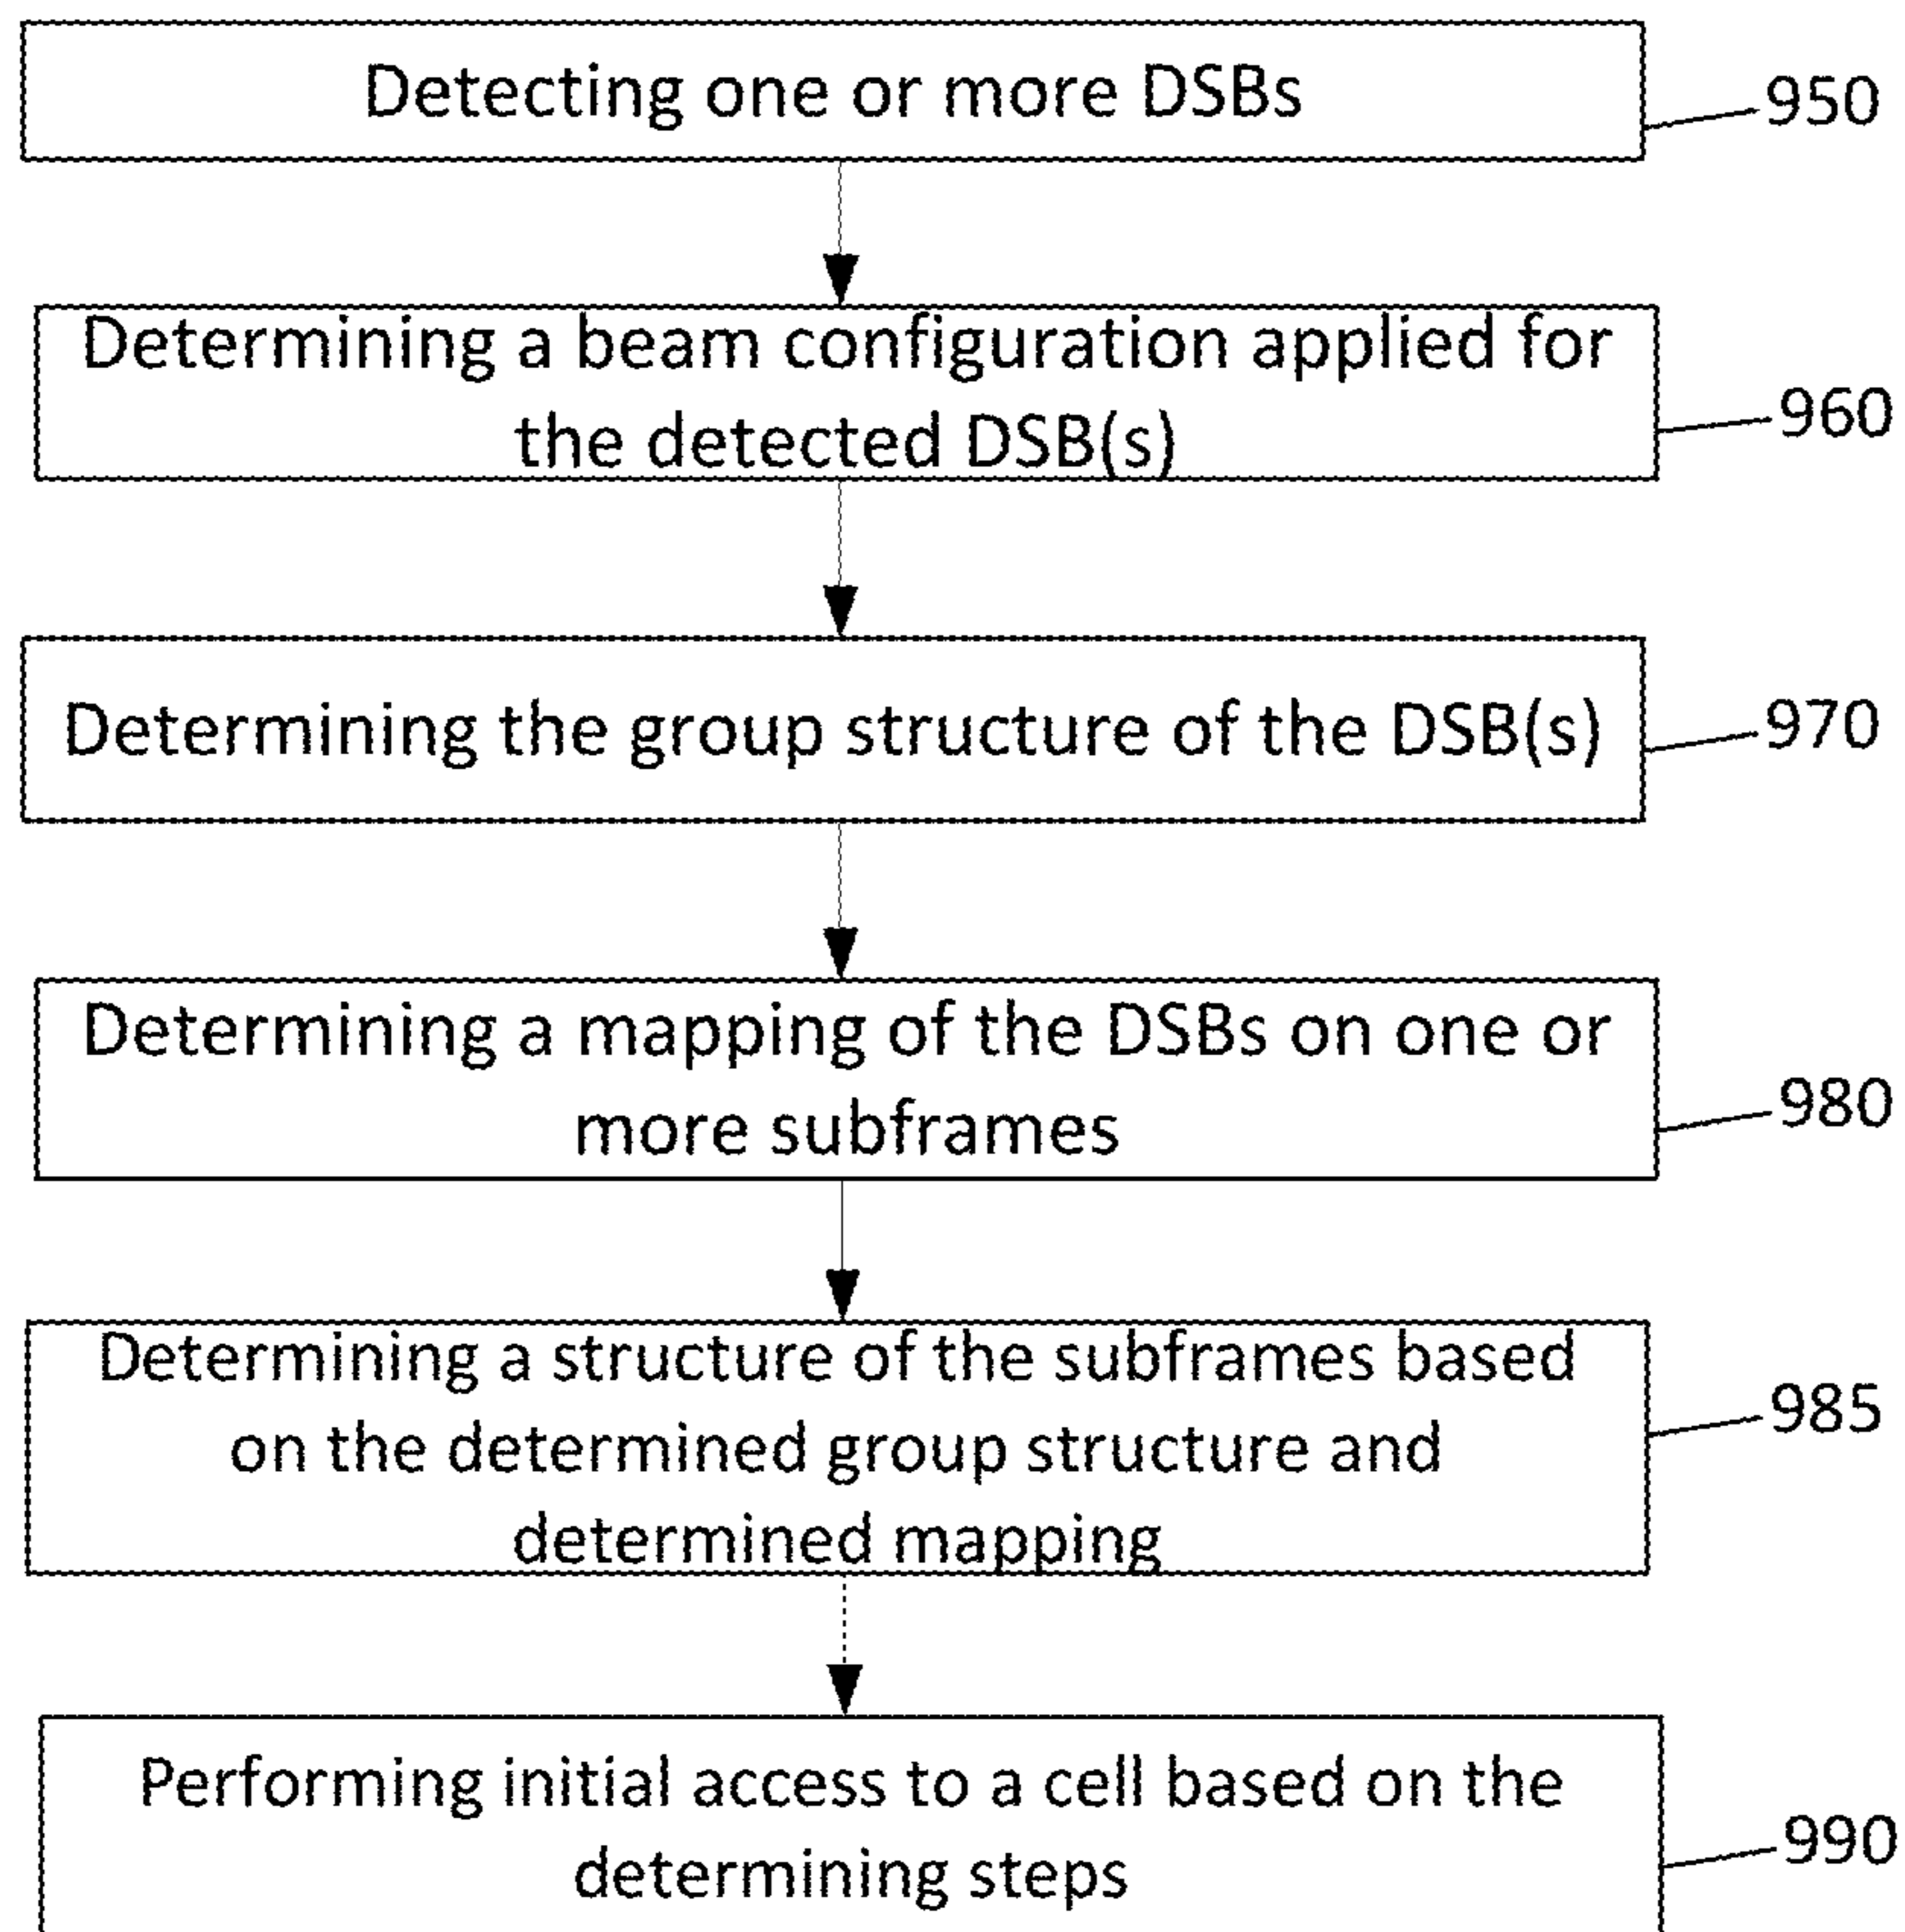 Detecting one or more DSBs
950
Determining a beam configuration applied for
the detected DSB(s)
960
Determining the group structure of the DSB(s)
970
Determining a mapping of the DSBs on one or
more subframes
980
Determining a structure of the subframes based
on the determined group structure and
determined mapping
985
Performing initial access to a cell based on the
determining steps
990